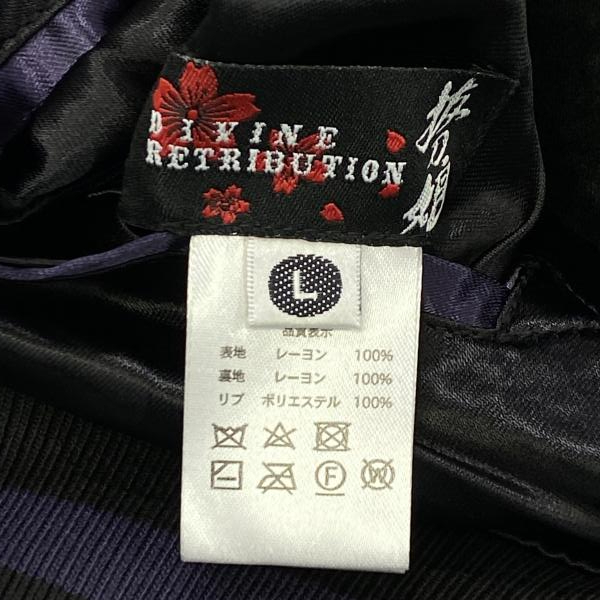 DIVINE
RETRIBUTION
L
品質表示
表地 レーヨン 100%
裏地 レーヨン 100%
リブ ポリエステル 100%
F
W